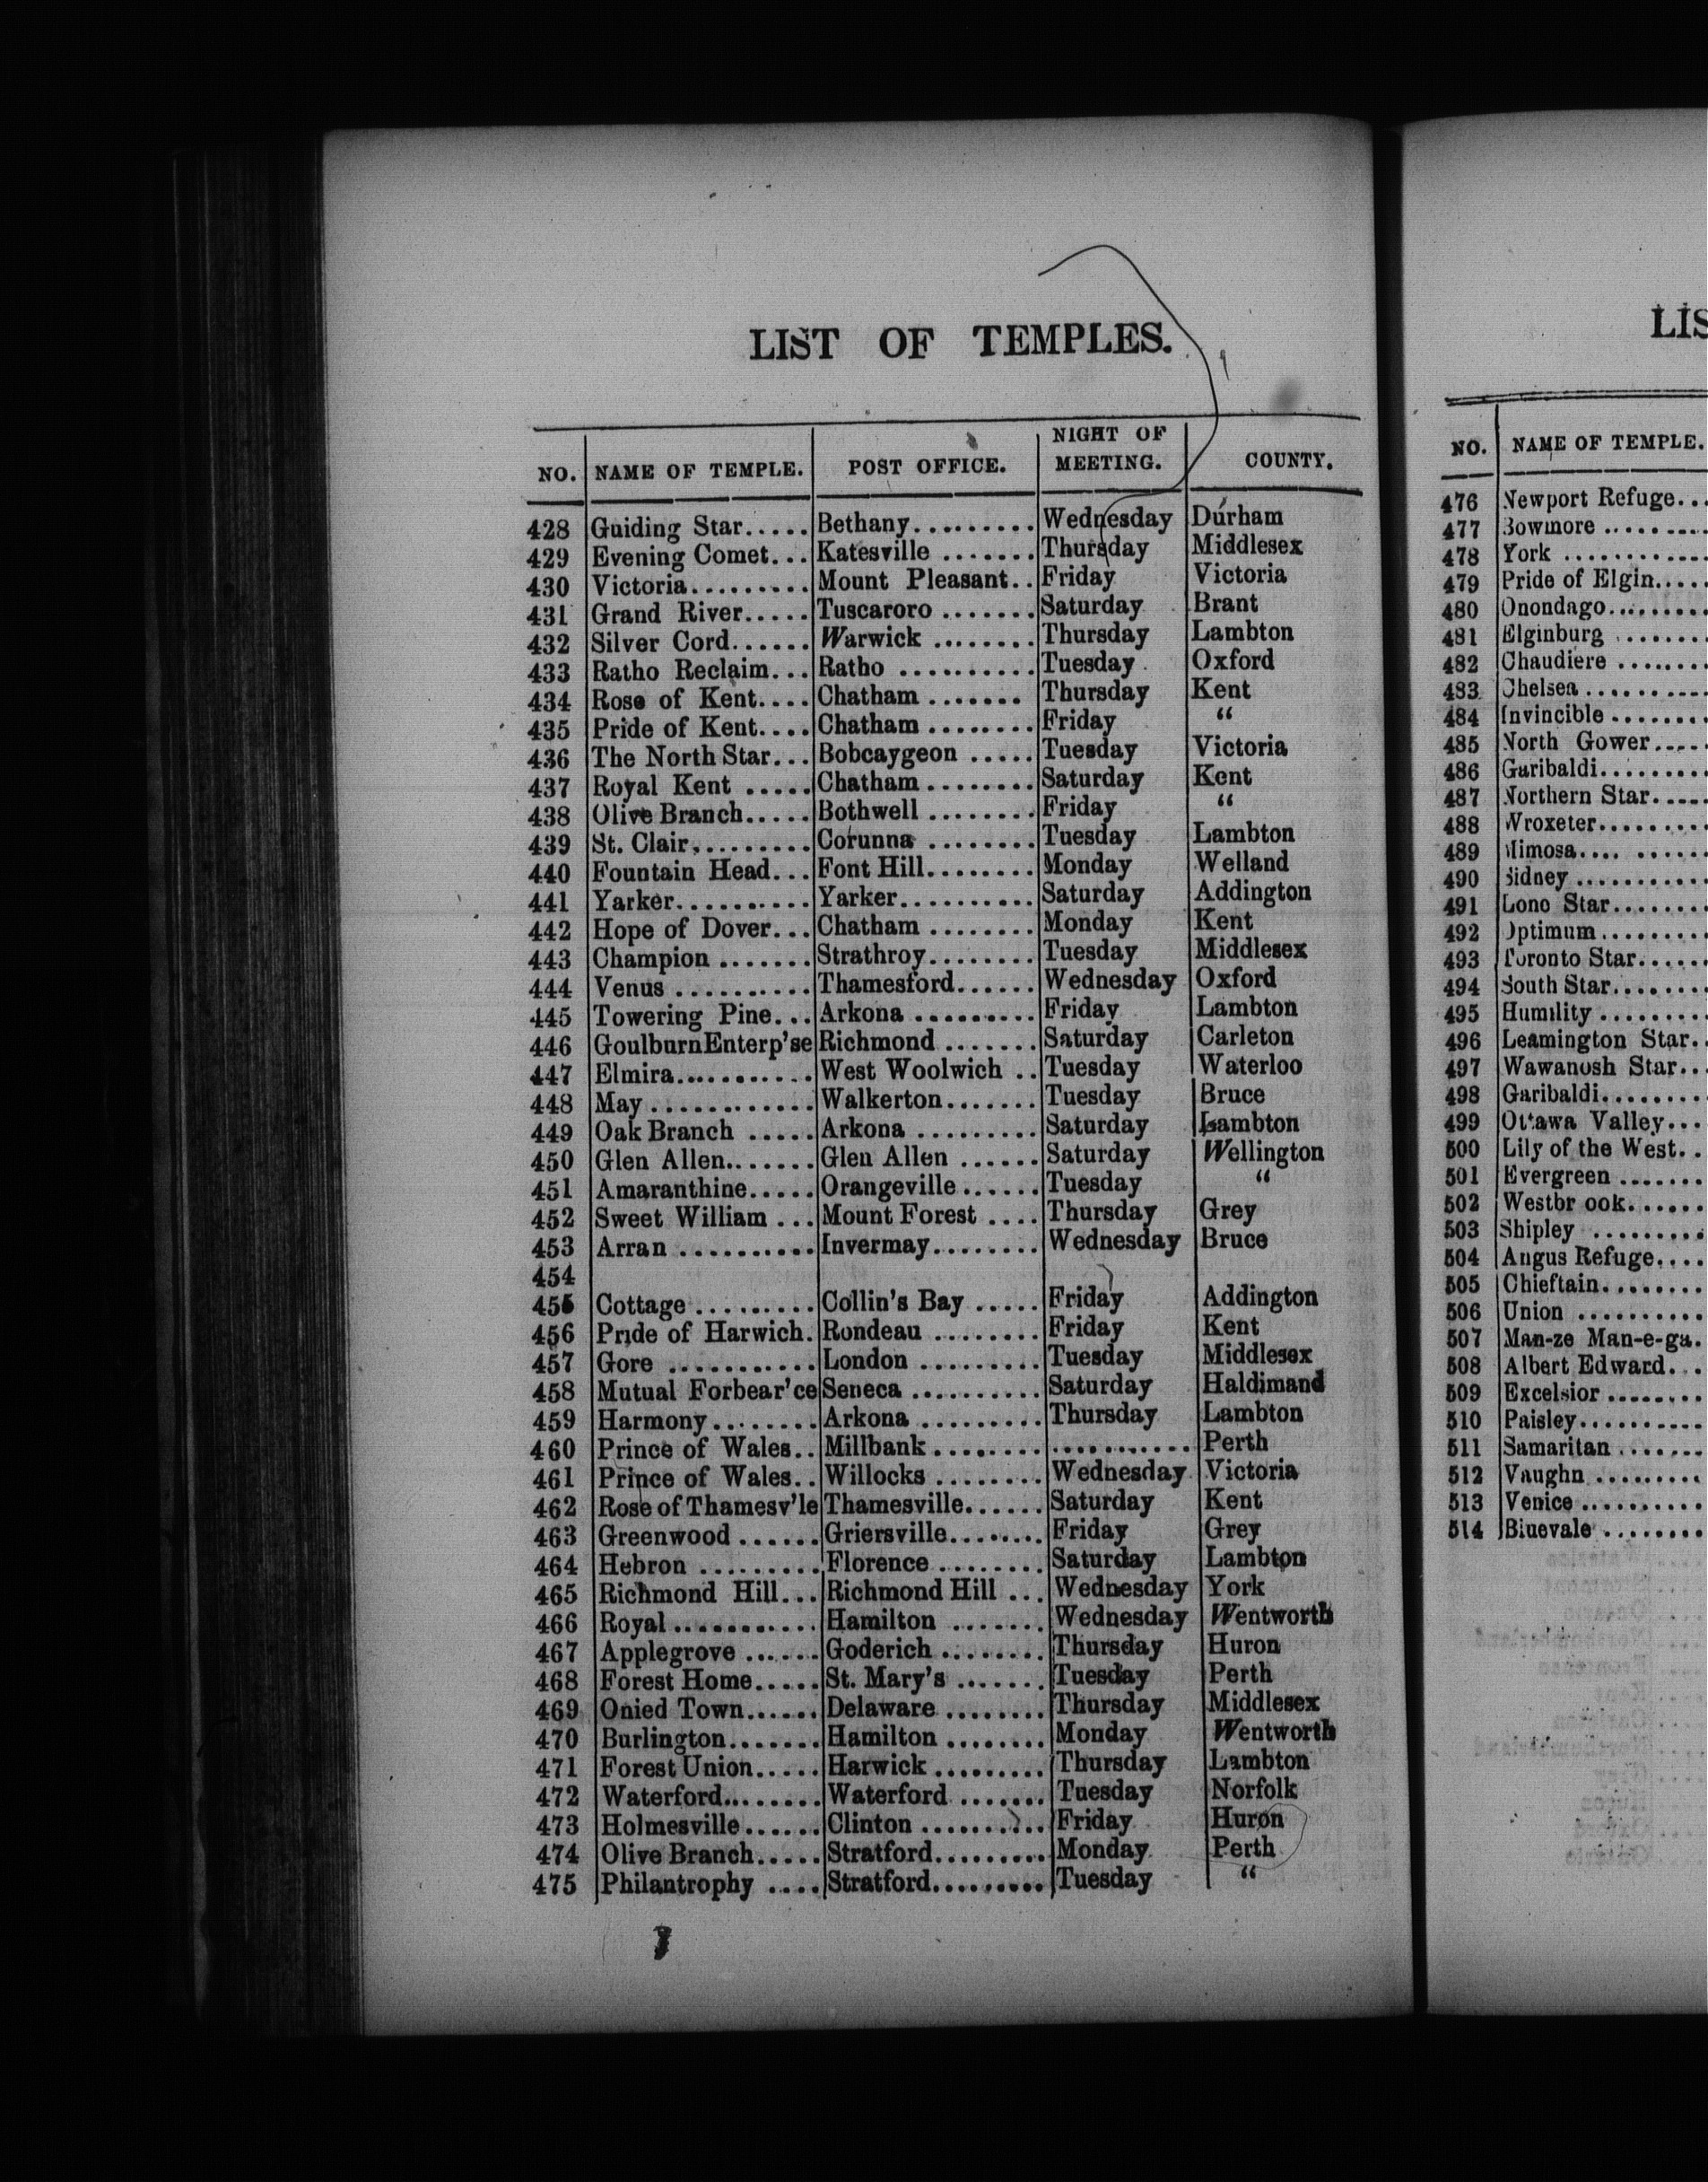 LIST OF TEMPLES.
NO. NAME OF TEMPLE. POST OFFICE. NIGHT OF MEETING. COUNTY.
428 Guiding Star..... Bethany......... Wednesday Durham
429 Evening Comet... Katesville ....... Thursday Middlesex
430 Victoria.......... Mount Pleasant.. Friday Victoria
431 Grand River..... Tuscaroro ....... Saturday Brant
432 Silver Cord...... Warwick ........ Thursday Lambton
433 Ratho Reclaim... Ratho .......... Tuesday Oxford
434 Rose of Kent.... Chatham ....... Thursday Kent
435 Pride of Kent.... Chatham ........ Friday “
436 The North Star... Bobcaygeon ..... Tuesday Victoria
437 Royal Kent ..... Chatham ........ Saturday Kent
438 Olive Branch..... Bothwell ........ Friday “
439 St. Clair.......... Corunna ........ Tuesday Lambton
440 Fountain Head... Font Hill........ Monday Welland
441 Yarker.......... Yarker.......... Saturday Addington
442 Hope of Dover... Chatham ........ Monday Kent
443 Champion ....... Strathroy........ Tuesday Middlesex
444 Venus .......... Thamesford...... Wednesday Oxford
445 Towering Pine... Arkona ......... Friday Lambton
446 GoulburnEnterp'se Richmond ....... Saturday Carleton
447 Elmira........... West Woolwich .. Tuesday Waterloo
448 May ............ Walkerton....... Tuesday Bruce
449 Oak Branch ..... Arkona ......... Saturday Lambton
450 Glen Allen....... Glen Allen ...... Saturday Wellington
451 Amaranthine..... Orangeville...... Tuesday “
452 Sweet William ... Mount Forest .... Thursday Grey
453 Arran .......... Invermay........ Wednesday Bruce
454
455 Cottage ......... Collin's Bay ..... Friday Addington
456 Pride of Harwich. Rondeau ........ Friday Kent
457 Gore ........... London ......... Tuesday Middlesex
458 Mutual Forbear'ce Seneca .......... Saturday Haldimand
459 Harmony........ Arkona ......... Thursday Lambton
460 Prince of Wales.. Millbank ........ ........... Perth
461 Prince of Wales.. Willocks ........ Wednesday Victoria
462 Rose of Thamesv'le Thamesville...... Saturday Kent
463 Greenwood ...... Griersville........ Friday Grey
464 Hebron ......... Florence ........ Saturday Lambton
465 Richmond Hill... Richmond Hill ... Wednesday York
466 Royal ........... Hamilton ....... Wednesday Wentworth
467 Applegrove ...... Goderich ........ Thursday Huron
468 Forest Home..... St. Mary's ....... Tuesday Perth
469 Onied Town...... Delaware ........ Thursday Middlesex
470 Burlington....... Hamilton ........ Monday Wentworth
471 Forest Union..... Harwick ......... Thursday Lambton
472 Waterford........ Waterford ....... Tuesday Norfolk
473 Holmesville...... Clinton .......... Friday Huron
474 Olive Branch..... Stratford......... Monday Perth
475 Philantrophy .... Stratford......... Tuesday “
LIS
NO. NAME OF TEMPLE.
476 Newport Refuge...
477 Bowmore ..........
478 York ............
479 Pride of Elgin.....
480 Onondago.........
481 Elginburg ........
482 Chaudiere ........
483 Chelsea ..........
484 Invincible ........
485 North Gower.....
486 Garibaldi.........
487 Northern Star.....
488 Wroxeter.........
489 Mimosa.... ......
490 Sidney ...........
491 Lono Star........
492 Optimum.........
493 Toronto Star......
494 South Star........
495 Humility .........
496 Leamington Star..
497 Wawanosh Star...
498 Garibaldi.........
499 Ottawa Valley...
500 Lily of the West..
501 Evergreen .......
502 Westbr ook......
503 Shipley .........
504 Angus Refuge....
505 Chieftain........
506 Union ..........
507 Man-ze Man-e-ga.
508 Albert Edward...
509 Excelsior ........
510 Paisley..........
511 Samaritan .......
512 Vaughn .........
513 Venice ..........
514 Bluevale ........